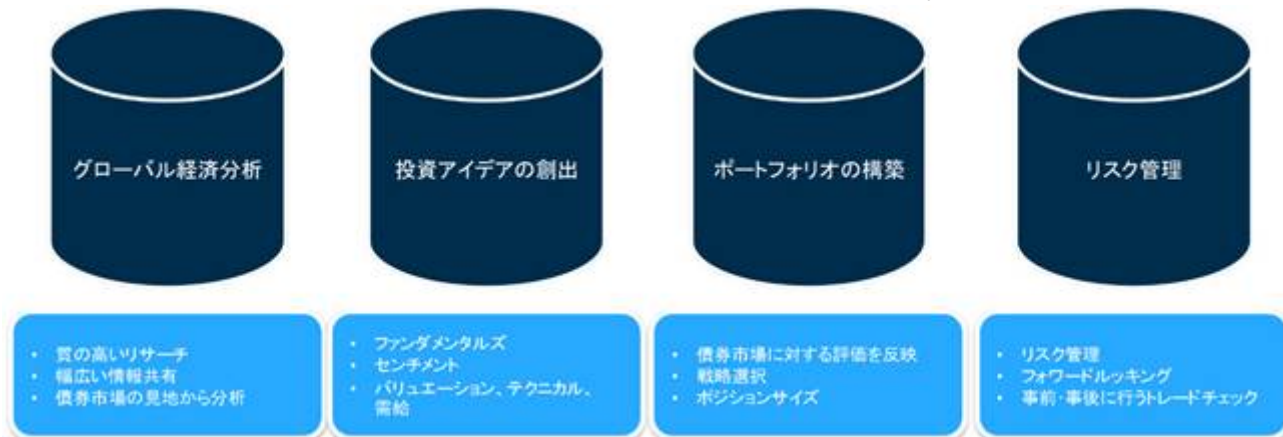 グローバル経済分析
投資アイデアの創出
ポートフォリオの構築
リスク管理
• 質の高いリサーチ
• 幅広い情報共有
• 債券市場の見地から分析
• ファンダメンタルズ
• センチメント
• バリュエーション、テクニカル、
需給
• 債券市場に対する評価を反映
• 戦略選択
• ポジションサイズ
• リスク管理
• フォワードルッキング
• 事前・事後に行うトレードチェック